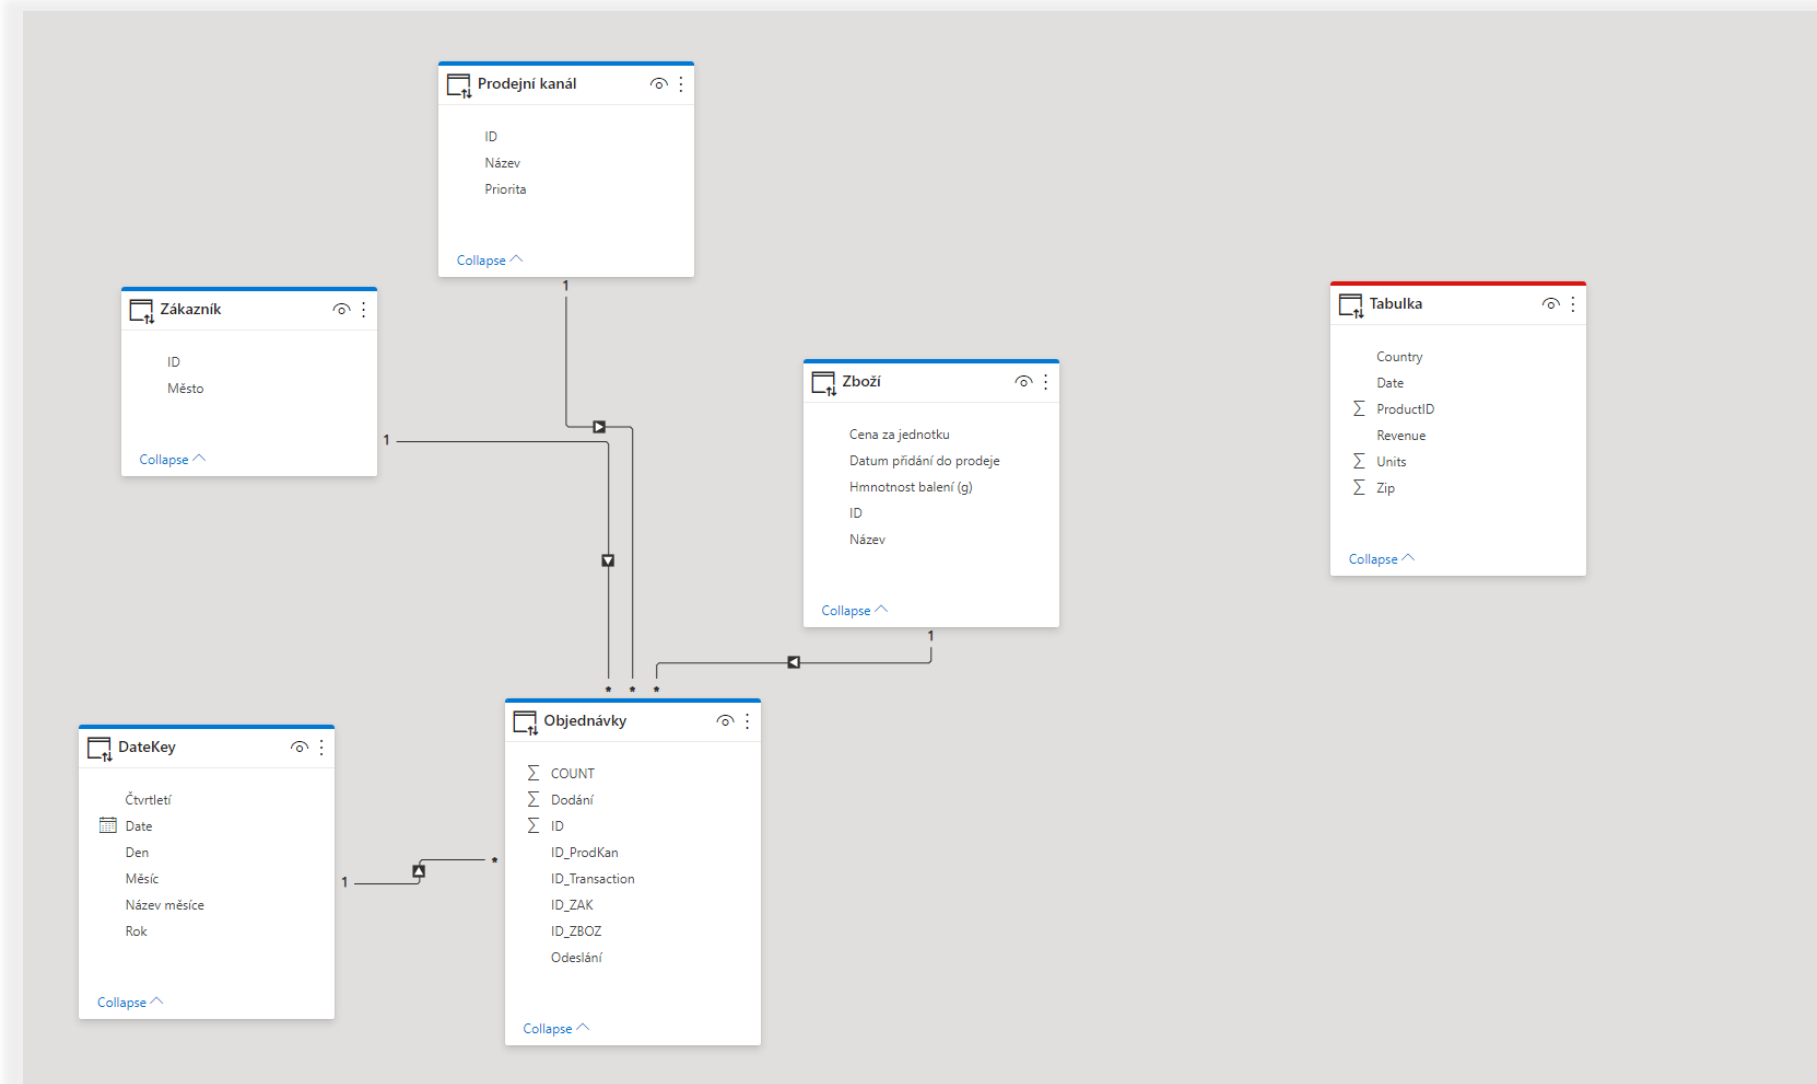 Prodejní kanál
ID
Název
Priorita
Collapse
1
Zákazník
ID
Město
Collapse
1
Tabulka
Country
Date
ProductID
Revenue
Units
Zip
Collapse
Zboží
Cena za jednotku
Datum přidání do prodeje
Hmnotnost balení (g)
ID
Název
Collapse
1
* * *
Objednávky
COUNT
Dodání
ID
ID_ProdKan
ID_Transaction
ID_ZAK
ID_ZBOZ
Odeslání
Collapse
DateKey
Čtvrtletí
Date
Den
Měsíc
Název měsíce
Rok
Collapse
1
*